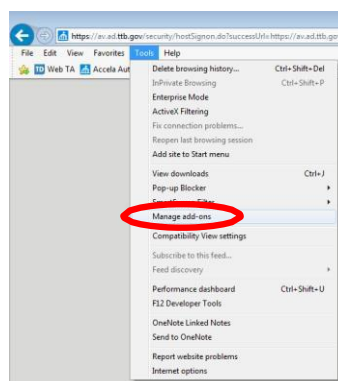 https://av.ad.ttb.gov/security/hostSignon.do?successUrl=https://av.ad.ttb.g
File Edit View Favorites Tools Help
TD Web TA Accela Aut
Delete browsing history... Ctrl+Shift+Del
InPrivate Browsing Ctrl+Shift+P
Enterprise Mode
ActiveX Filtering
Fix connection problems...
Reopen last browsing session
Add site to Start menu
View downloads Ctrl+J
Pop-up Blocker
SmartScreen Filter
Manage add-ons
Compatibility View settings
Subscribe to this feed...
Feed discovery
Performance dashboard Ctrl+Shift+U
F12 Developer Tools
OneNote Linked Notes
Send to OneNote
Report website problems
Internet options